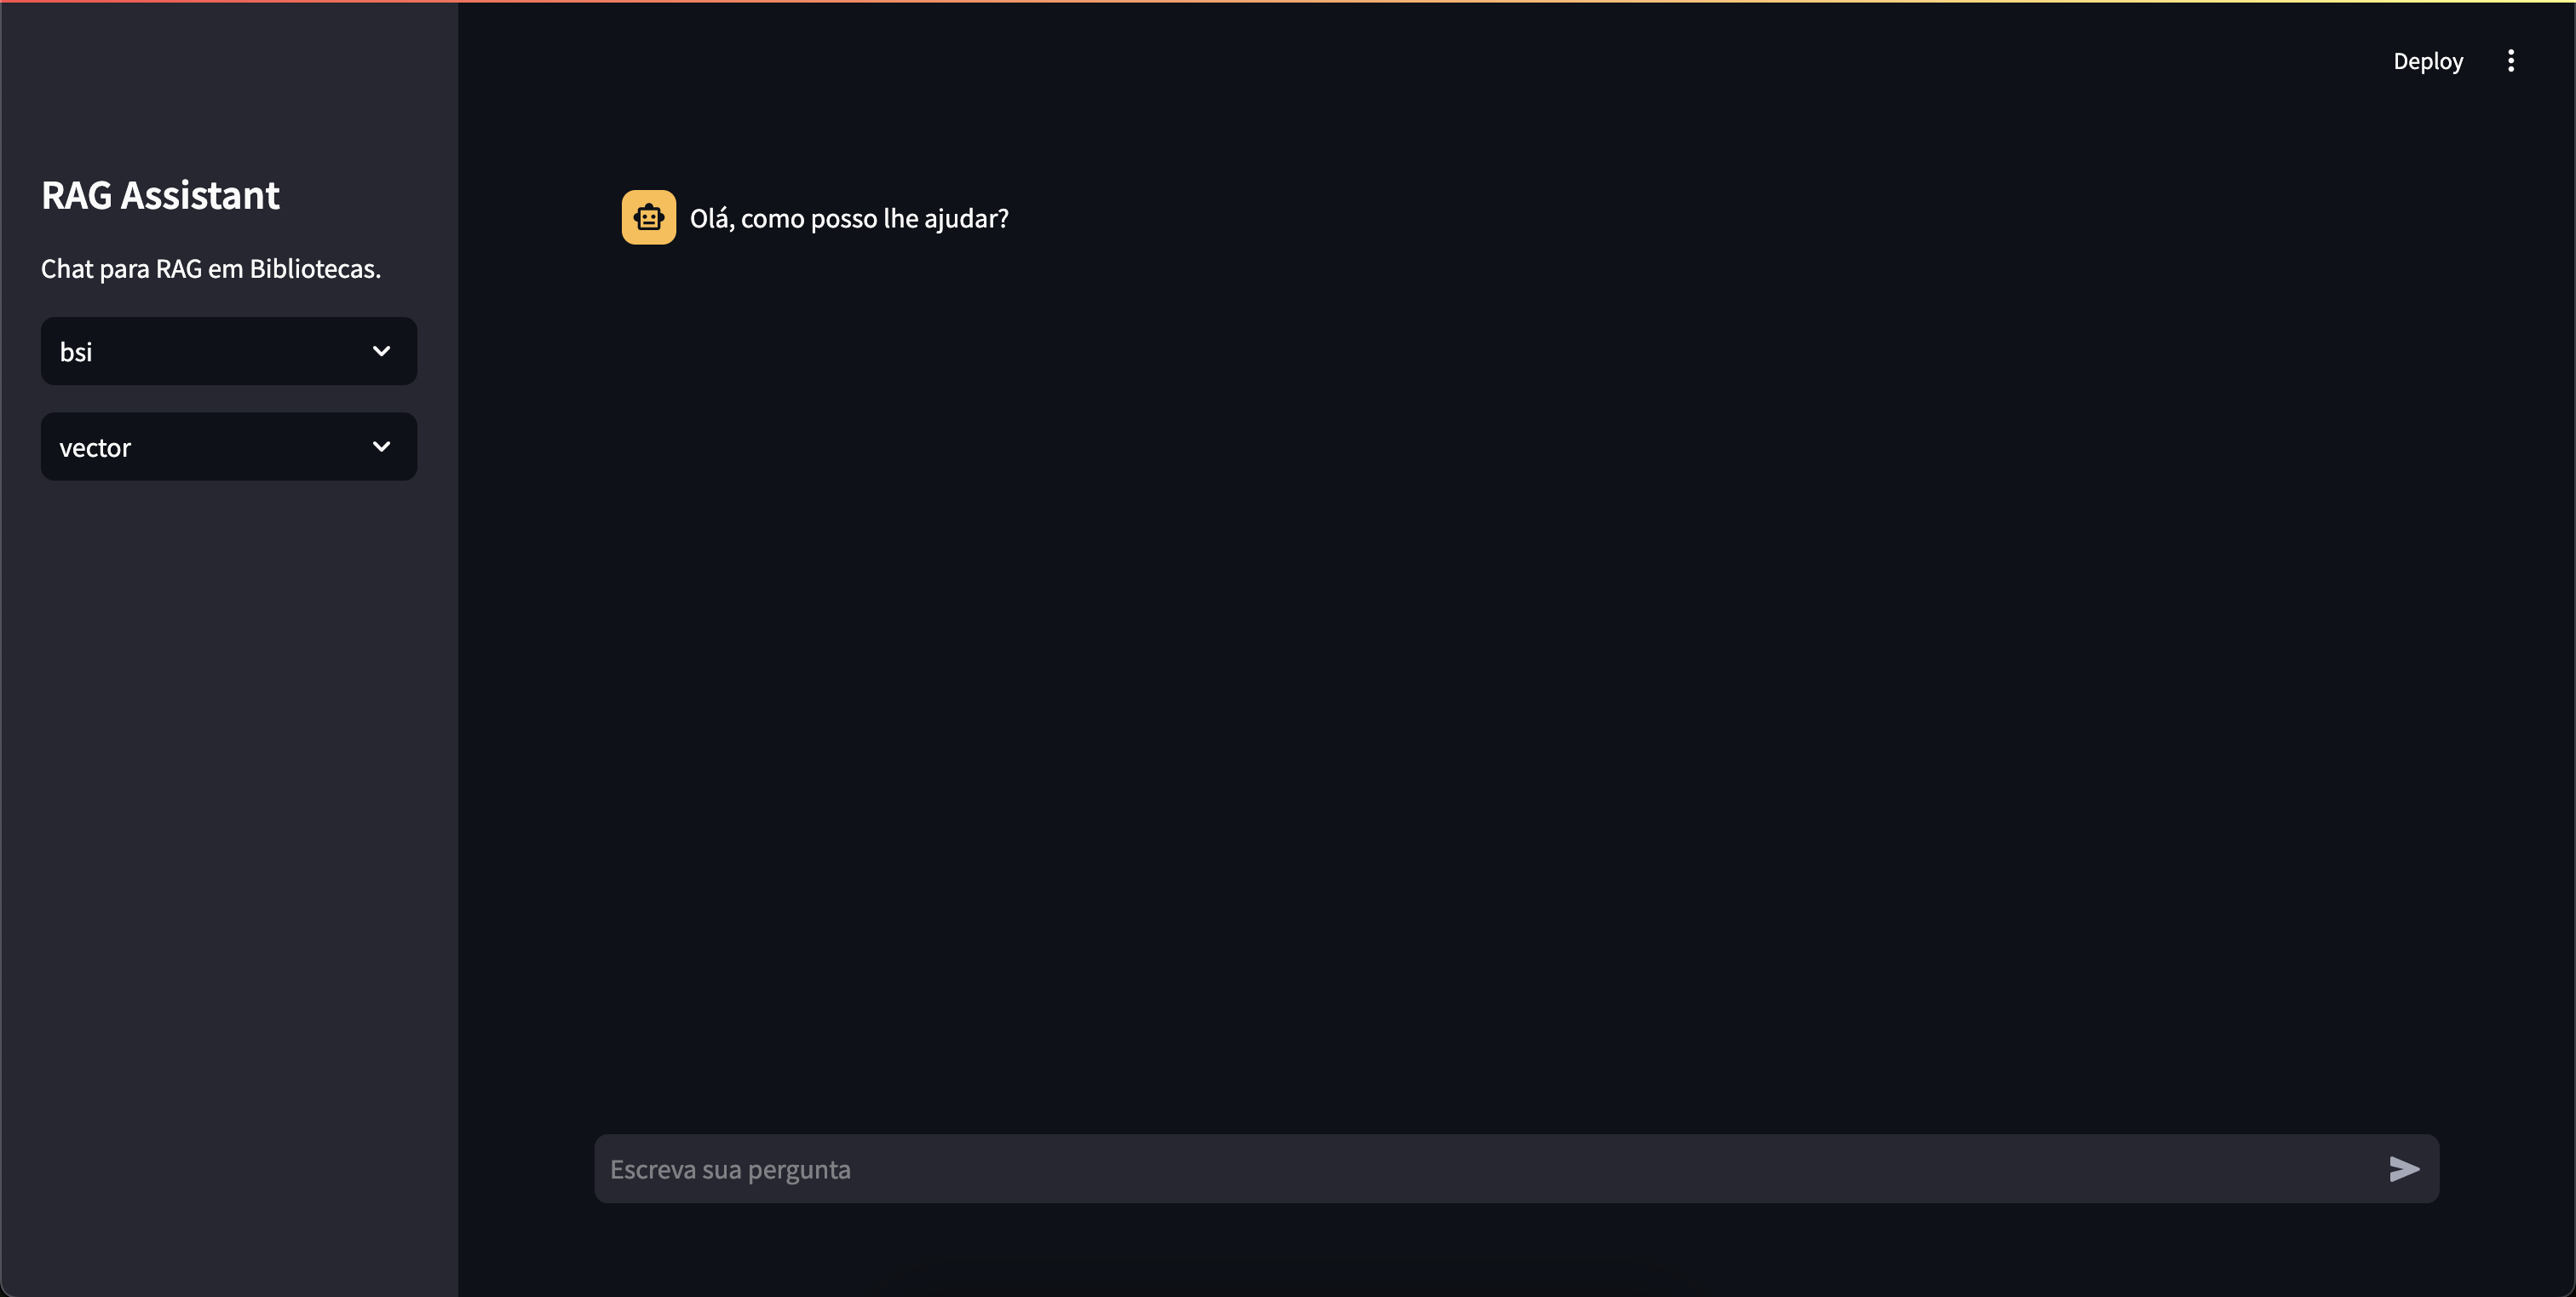 Deploy
RAG Assistant
Chat para RAG em Bibliotecas.
bsi
vector
Olá, como posso lhe ajudar?
Escreva sua pergunta